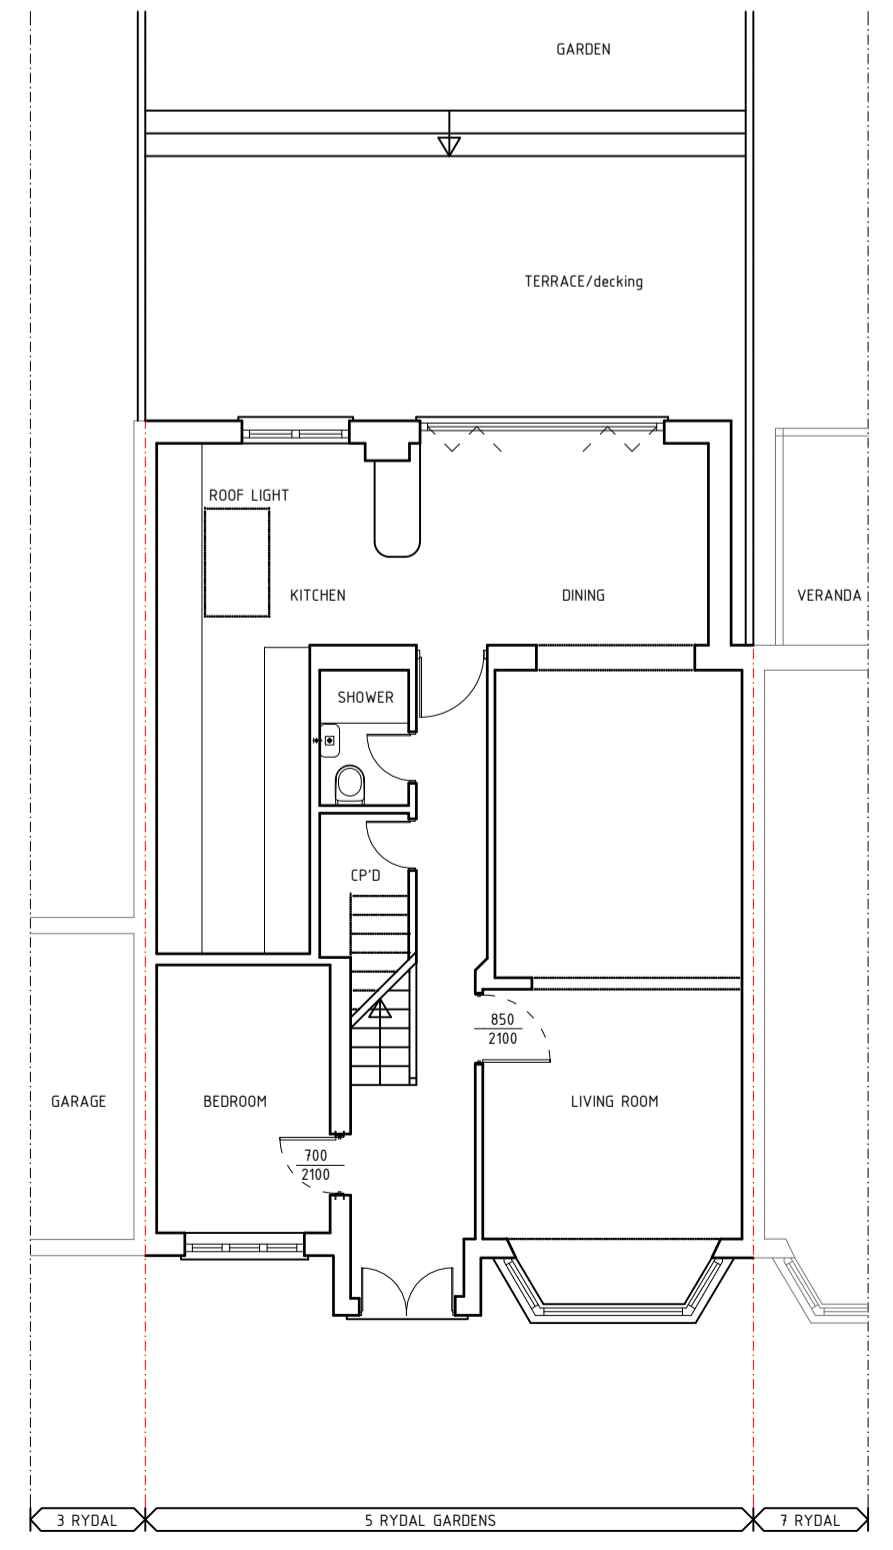 GARDEN
TERRACE/decking
ROOF LIGHT
KITCHEN
DINING
VERANDA
SHOWER
CP'D
850
2100
GARAGE
BEDROOM
LIVING ROOM
700
2100
3 RYDAL
5 RYDAL GARDENS
7 RYDAL